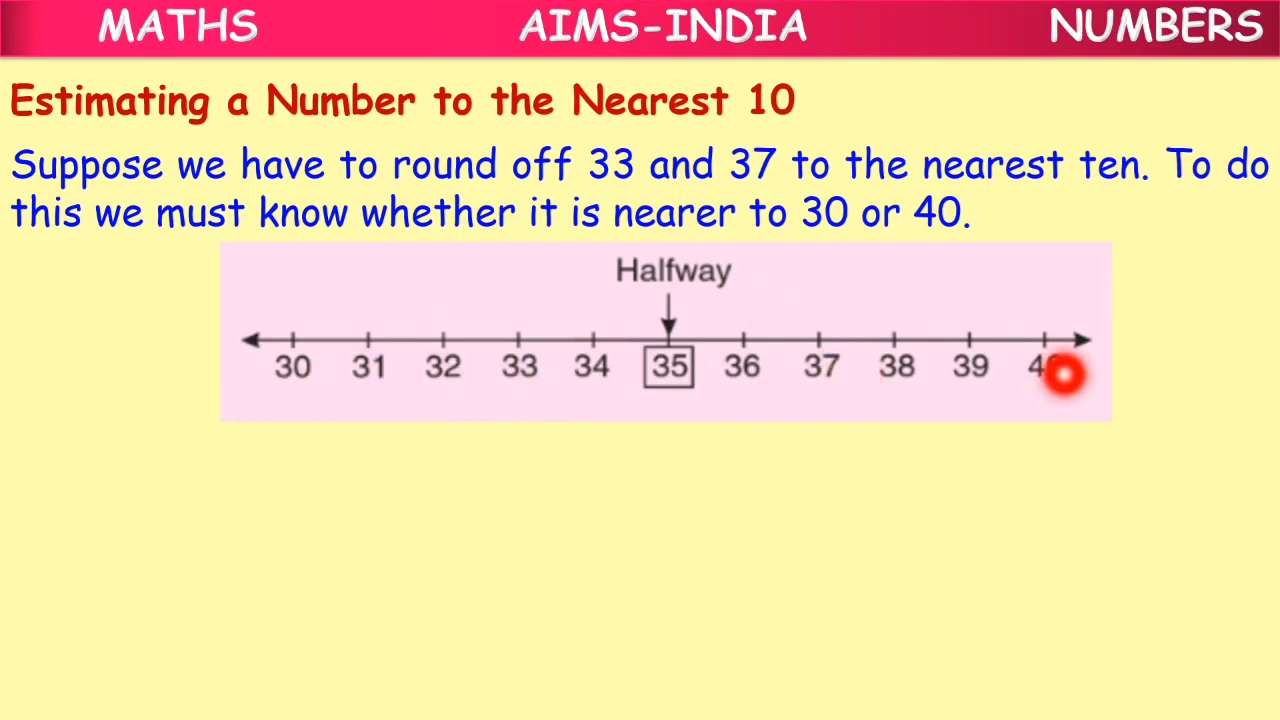 MATHS AIMS-INDIA NUMBERS
Estimating a Number to the Nearest 10
Suppose we have to round off 33 and 37 to the nearest ten. To do
this we must know whether it is nearer to 30 or 40.
Halfway
30 31 32 33 34 35 36 37 38 39